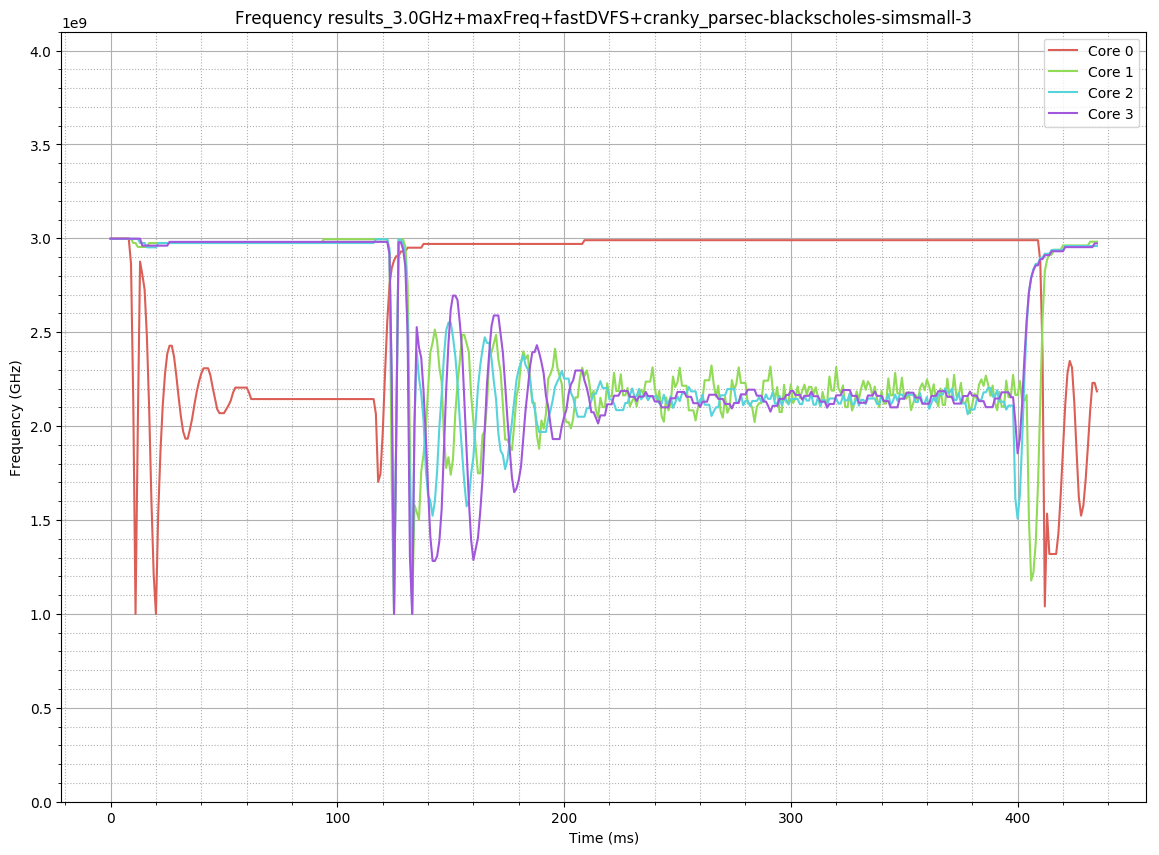 Frequency results_3.0GHz+maxFreq+fastDVFS+cranky_parsec-blackscholes-simsmall-3
1e9
Core 0
Core 1
Core 2
Core 3
4.0
3.5
3.0
2.5
2.0
1.5
1.0
0.5
0.0
Frequency (GHz)
0 100 200 300 400
Time (ms)